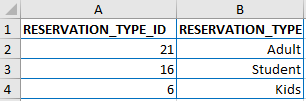 A B
1 RESERVATION_TYPE_ID RESERVATION_TYPE
2 21 Adult
3 16 Student
4 6 Kids